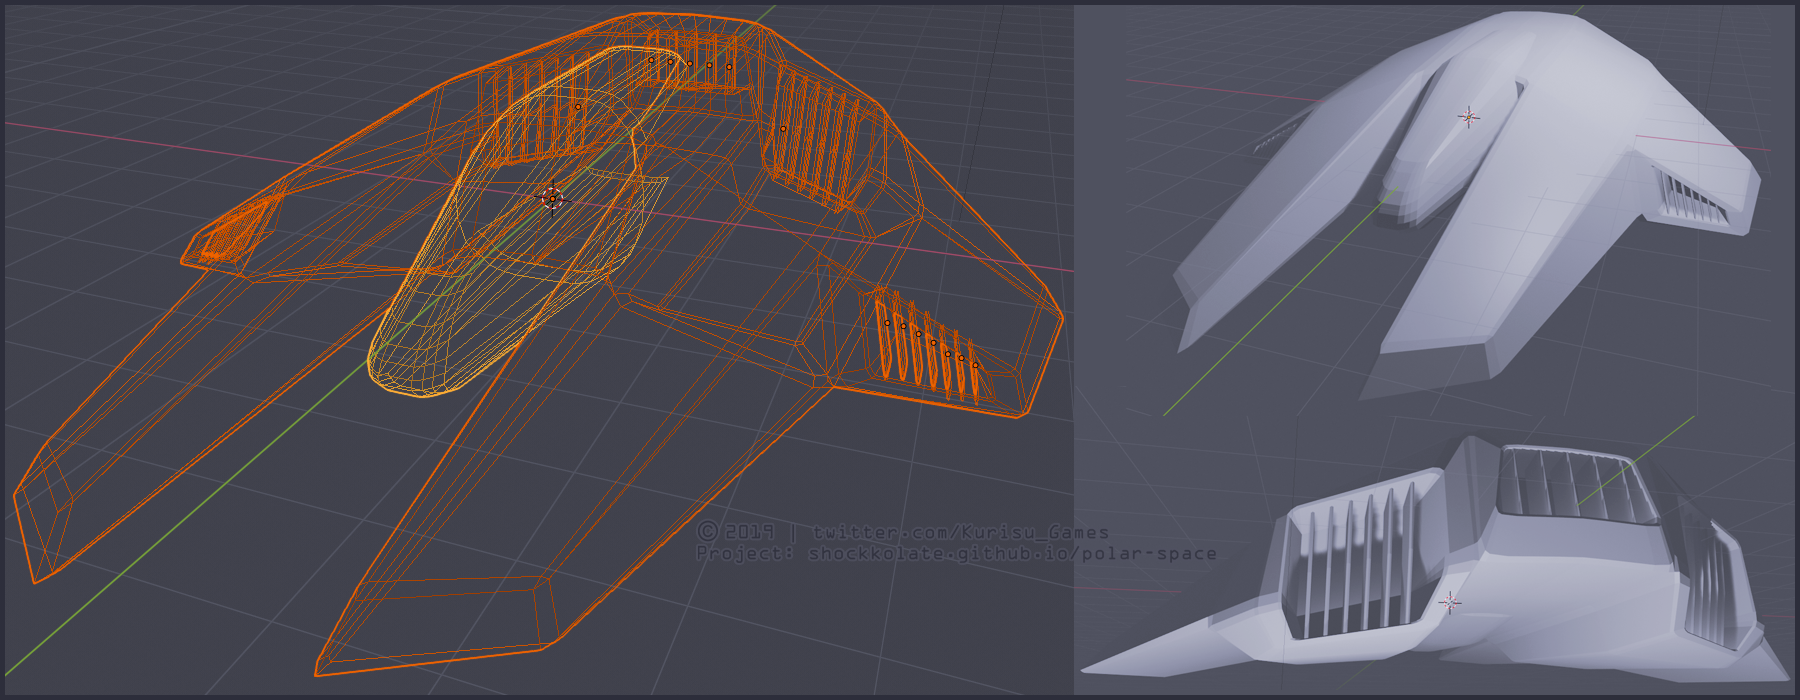 © 2019 | twitter.com/Kurisu_Games
Project: shockkolate.github.io/polar-space